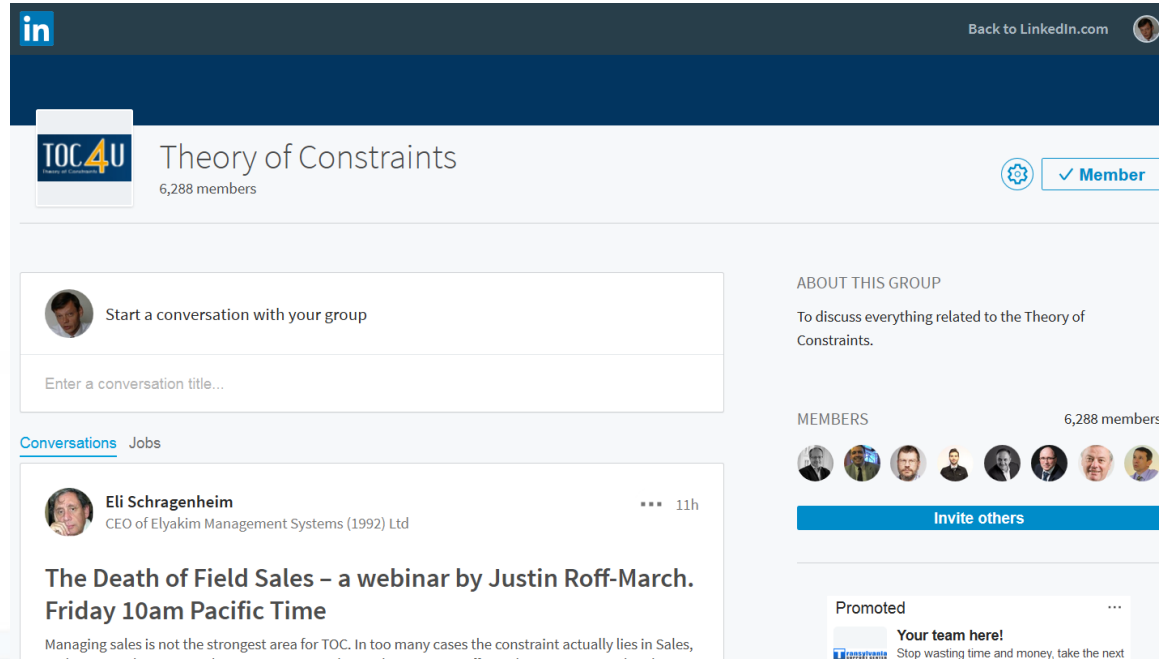 in
Back to LinkedIn.com
TOC4U
Theory of Constraints
Theory of Constraints
6,288 members
Member
Start a conversation with your group
Enter a conversation title...
Conversations Jobs
Eli Schragenheim
11h
CEO of Elyakim Management Systems (1992) Ltd
The Death of Field Sales – a webinar by Justin Roff-March.
Friday 10am Pacific Time
Managing sales is not the strongest area for TOC. In too many cases the constraint actually lies in Sales,
ABOUT THIS GROUP
To discuss everything related to the Theory of
Constraints.
MEMBERS
6,288 members
Invite others
Promoted
Your team here!
Transylvania
Stop wasting time and money, take the next